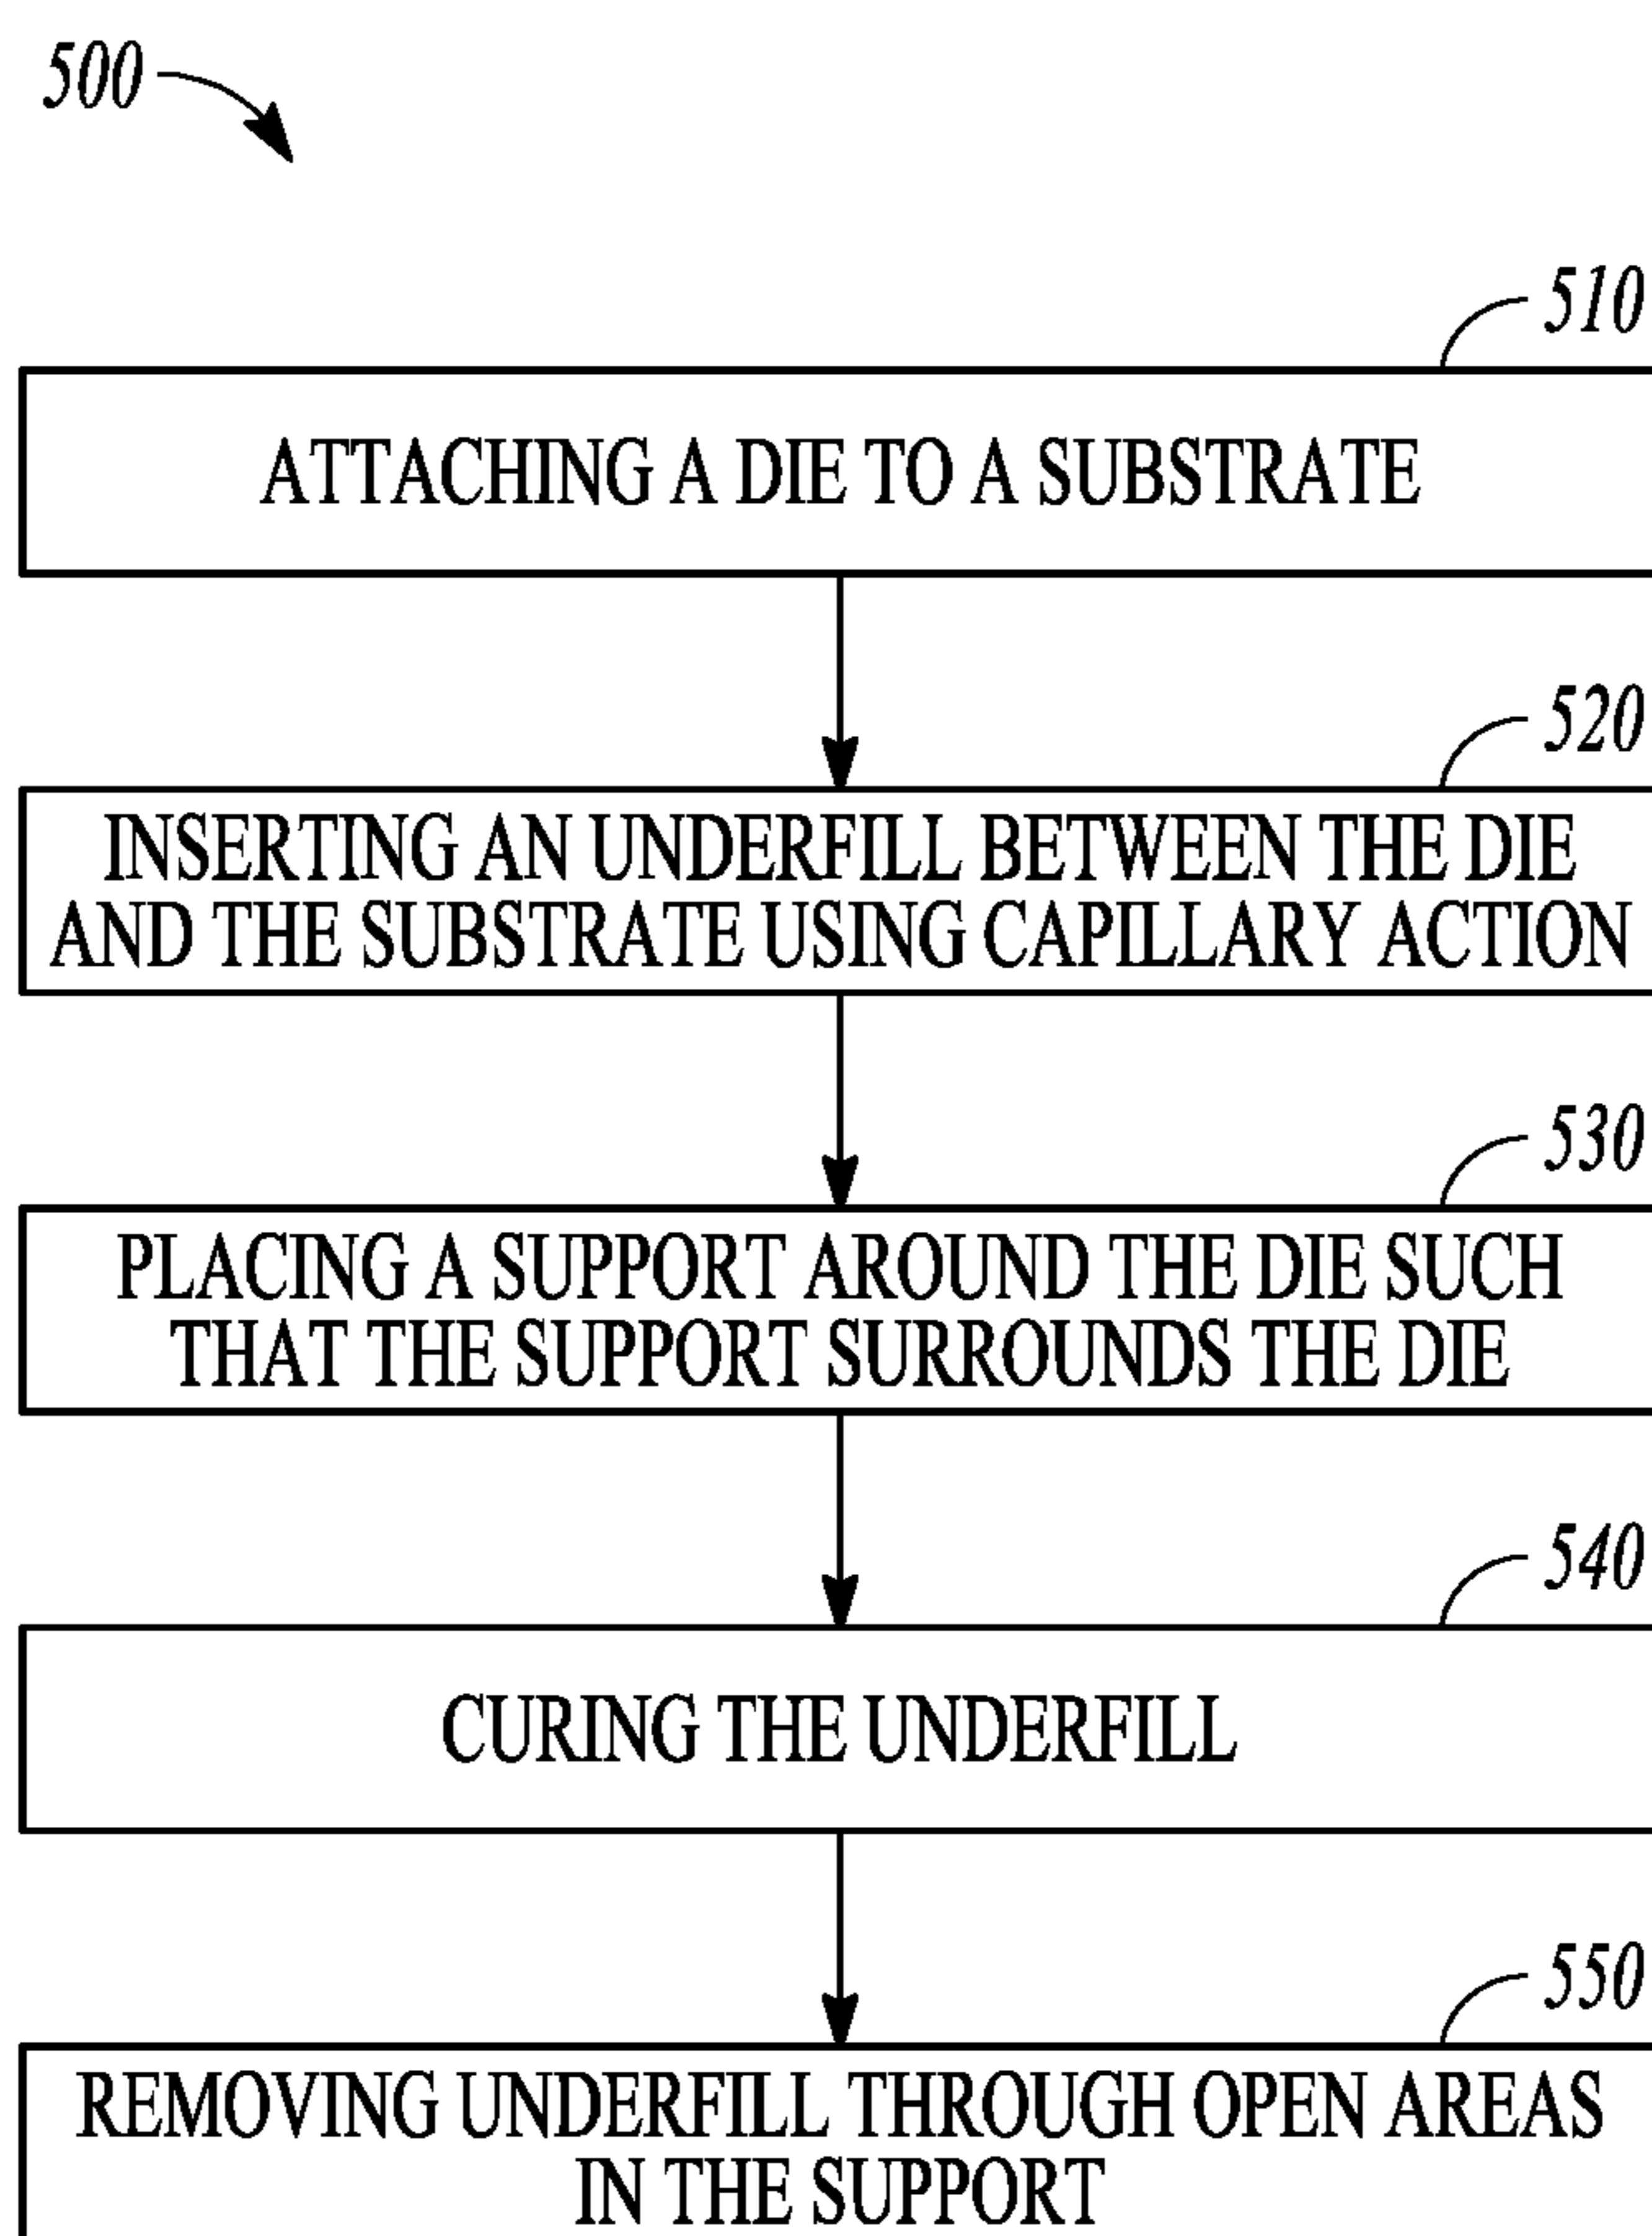 500
510
ATTACHING A DIE TO A SUBSTRATE
520
INSERTING AN UNDERFILL BETWEEN THE DIE
AND THE SUBSTRATE USING CAPILLARY ACTION
530
PLACING A SUPPORT AROUND THE DIE SUCH
THAT THE SUPPORT SURROUNDS THE DIE
540
CURING THE UNDERFILL
550
REMOVING UNDERFILL THROUGH OPEN AREAS
IN THE SUPPORT